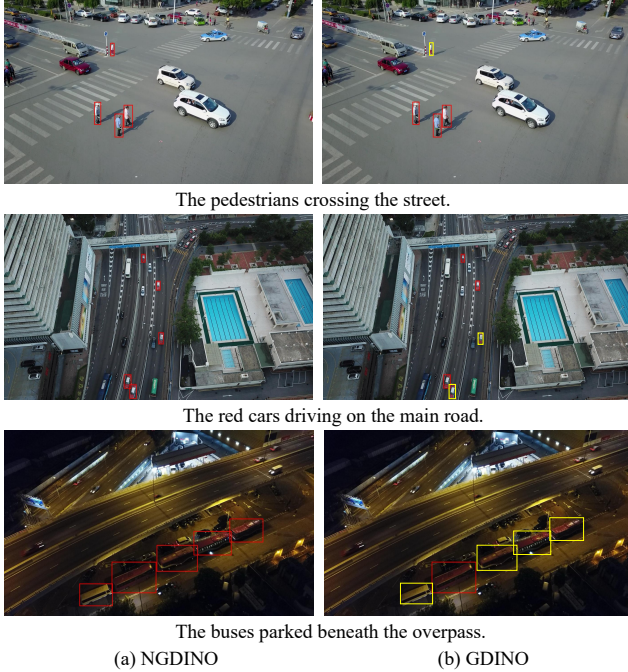 The pedestrians crossing the street.
The red cars driving on the main road.
The buses parked beneath the overpass.
(a) NGDINO
(b) GDINO